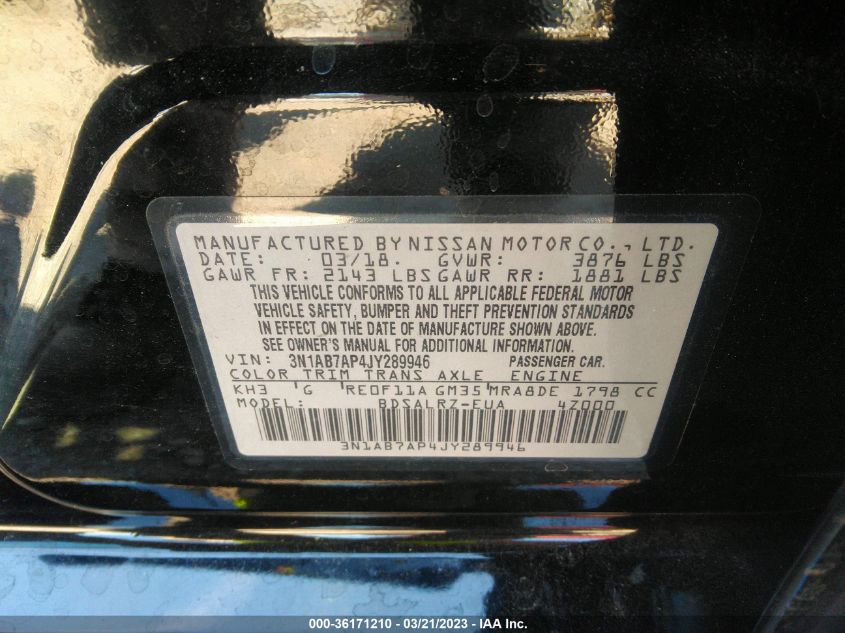 MANUFACTURED BY NISSAN MOTOR CO., LTD.
DATE: 03/18. GVWR: 3876 LBS
GAWR FR: 2143 LBS GAWR RR: 1881 LBS
THIS VEHICLE CONFORMS TO ALL APPLICABLE FEDERAL MOTOR
VEHICLE SAFETY, BUMPER AND THEFT PREVENTION STANDARDS
IN EFFECT ON THE DATE OF MANUFACTURE SHOWN ABOVE.
SEE OWNER'S MANUAL FOR ADDITIONAL INFORMATION.
VIN: 3N1AB7AP4JY289946 PASSENGER CAR.
COLOR TRIM TRANS AXLE ENGINE
KH3 G RE0F11A GM35 MRA8DE 1798 CC
MODEL: BDSALRZ-EUA 4Z000
3N1AB7AP4JY289946
000-36171210 - 03/21/2023 - IAA Inc.